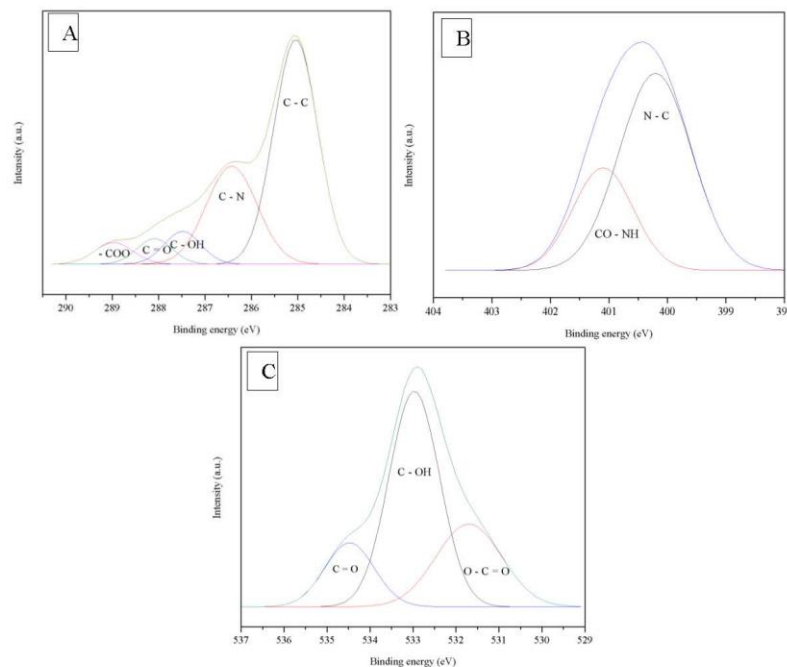 A
C - C
C - N
C - OH
C = O
- COO
Intensity (a.u.)
290 289 288 287 286 285 284 283
Binding energy (eV)
B
N - C
CO - NH
Intensity (a.u.)
404 403 402 401 400 399 39
Binding energy (eV)
C
C - OH
C = O
O - C = O
Intensity (a.u.)
537 536 535 534 533 532 531 530 529
Binding energy (eV)